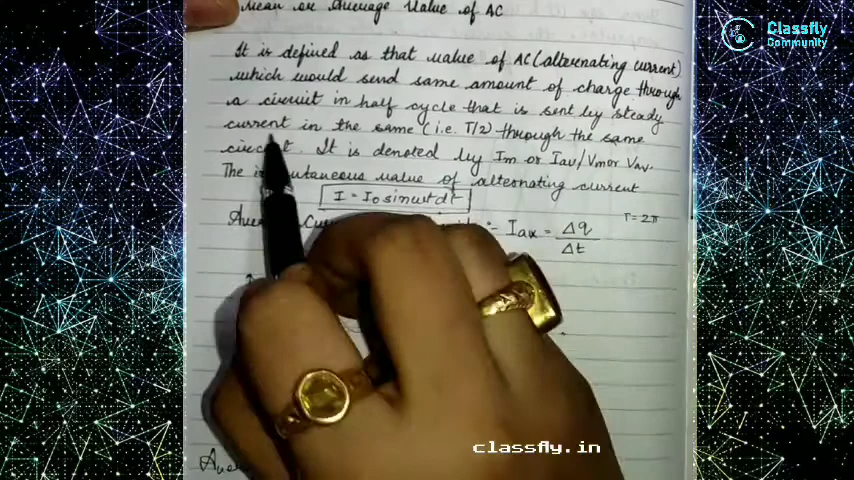 Mean or Average Value of AC
It is defined as that value of AC (alternating current)
which would send same amount of charge through
a circuit in half cycle that is sent by steady
current in the same (i.e. T/2) through the same
circuit. It is denoted by Im or Iav/Vm or Vav.
The instantaneous value of alternating current
I = I₀ sinωt dt
T = 2π
Iav = Δq
Δt
Classfly
Community
classfly.in